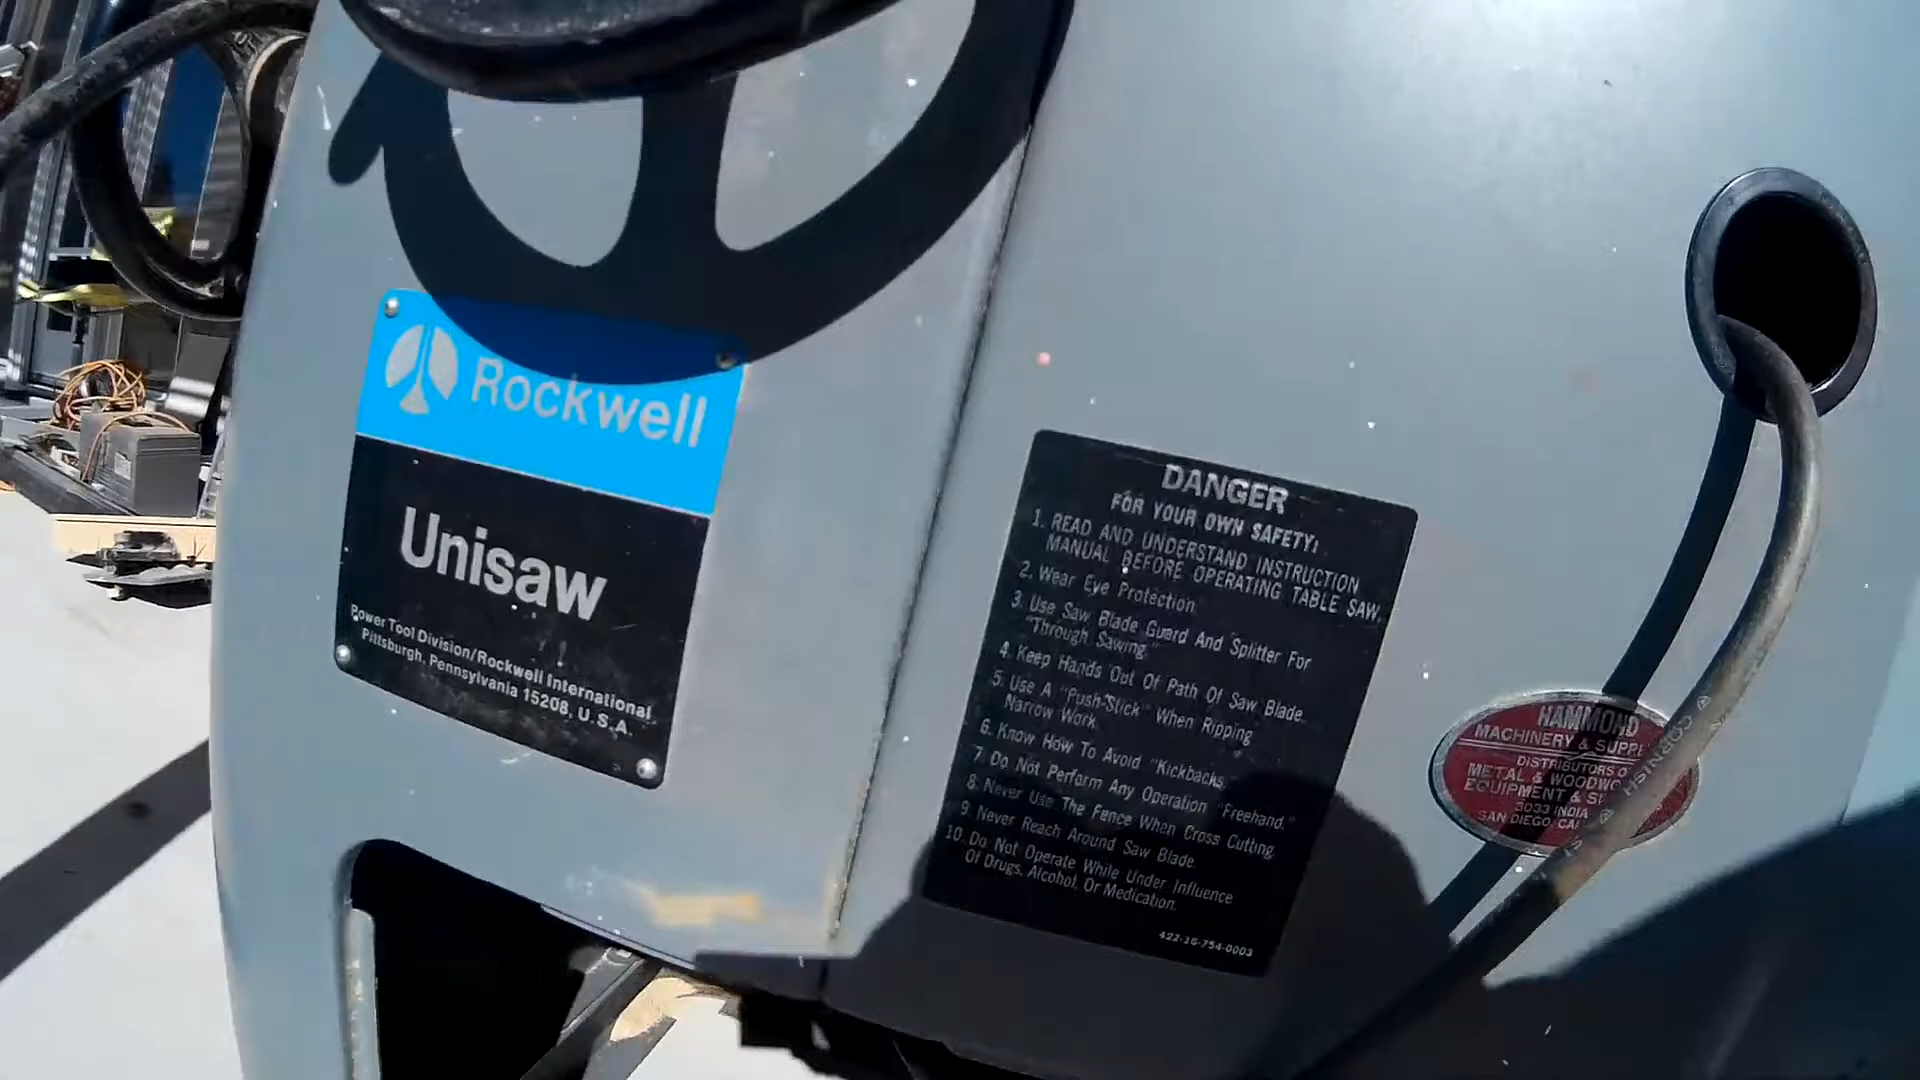 Rockwell
Unisaw
Power Tool Division/Rockwell International
Pittsburgh, Pennsylvania 15208, U.S.A.
DANGER
FOR YOUR OWN SAFETY:
1. READ AND UNDERSTAND INSTRUCTION
MANUAL BEFORE OPERATING TABLE SAW.
2. Wear Eye Protection.
3. Use Saw Blade Guard And Splitter For
"Through Sawing."
4. Keep Hands Out Of Path Of Saw Blade.
5. Use A "Push-Stick" When Ripping
Narrow Work.
6. Know How To Avoid "Kickbacks."
7. Do Not Perform Any Operation "Freehand."
8. Never Use The Fence When Cross Cutting.
9. Never Reach Around Saw Blade.
10. Do Not Operate While Under Influence
Of Drugs, Alcohol, Or Medication.
422-16-754-0003
HAMMOND
MACHINERY &
DISTRIBUTORS
METAL &
EQUIPMENT &
3033 INDIA
SAN DIEGO
CORNISH